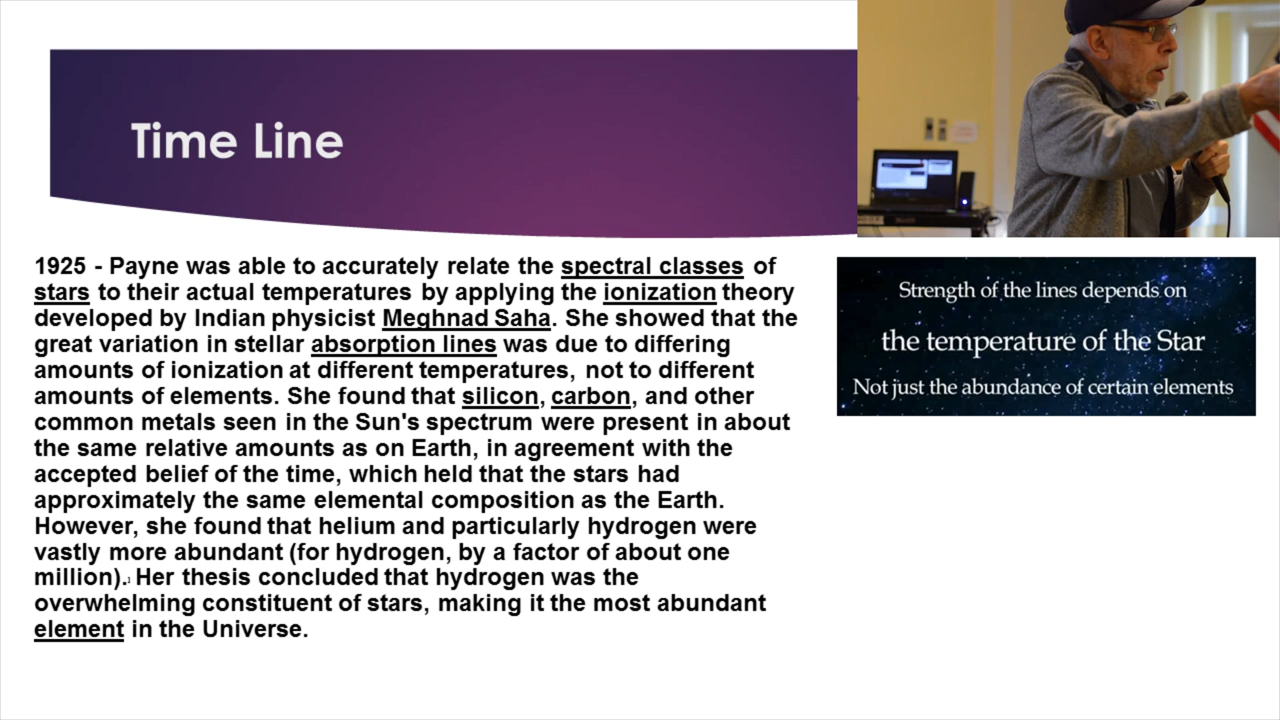 Time Line
1925 - Payne was able to accurately relate the spectral classes of
stars to their actual temperatures by applying the ionization theory
developed by Indian physicist Meghnad Saha. She showed that the
great variation in stellar absorption lines was due to differing
amounts of ionization at different temperatures, not to different
amounts of elements. She found that silicon, carbon, and other
common metals seen in the Sun's spectrum were present in about
the same relative amounts as on Earth, in agreement with the
accepted belief of the time, which held that the stars had
approximately the same elemental composition as the Earth.
However, she found that helium and particularly hydrogen were
vastly more abundant (for hydrogen, by a factor of about one
million). Her thesis concluded that hydrogen was the
overwhelming constituent of stars, making it the most abundant
element in the Universe.
Strength of the lines depends on
the temperature of the Star
Not just the abundance of certain elements